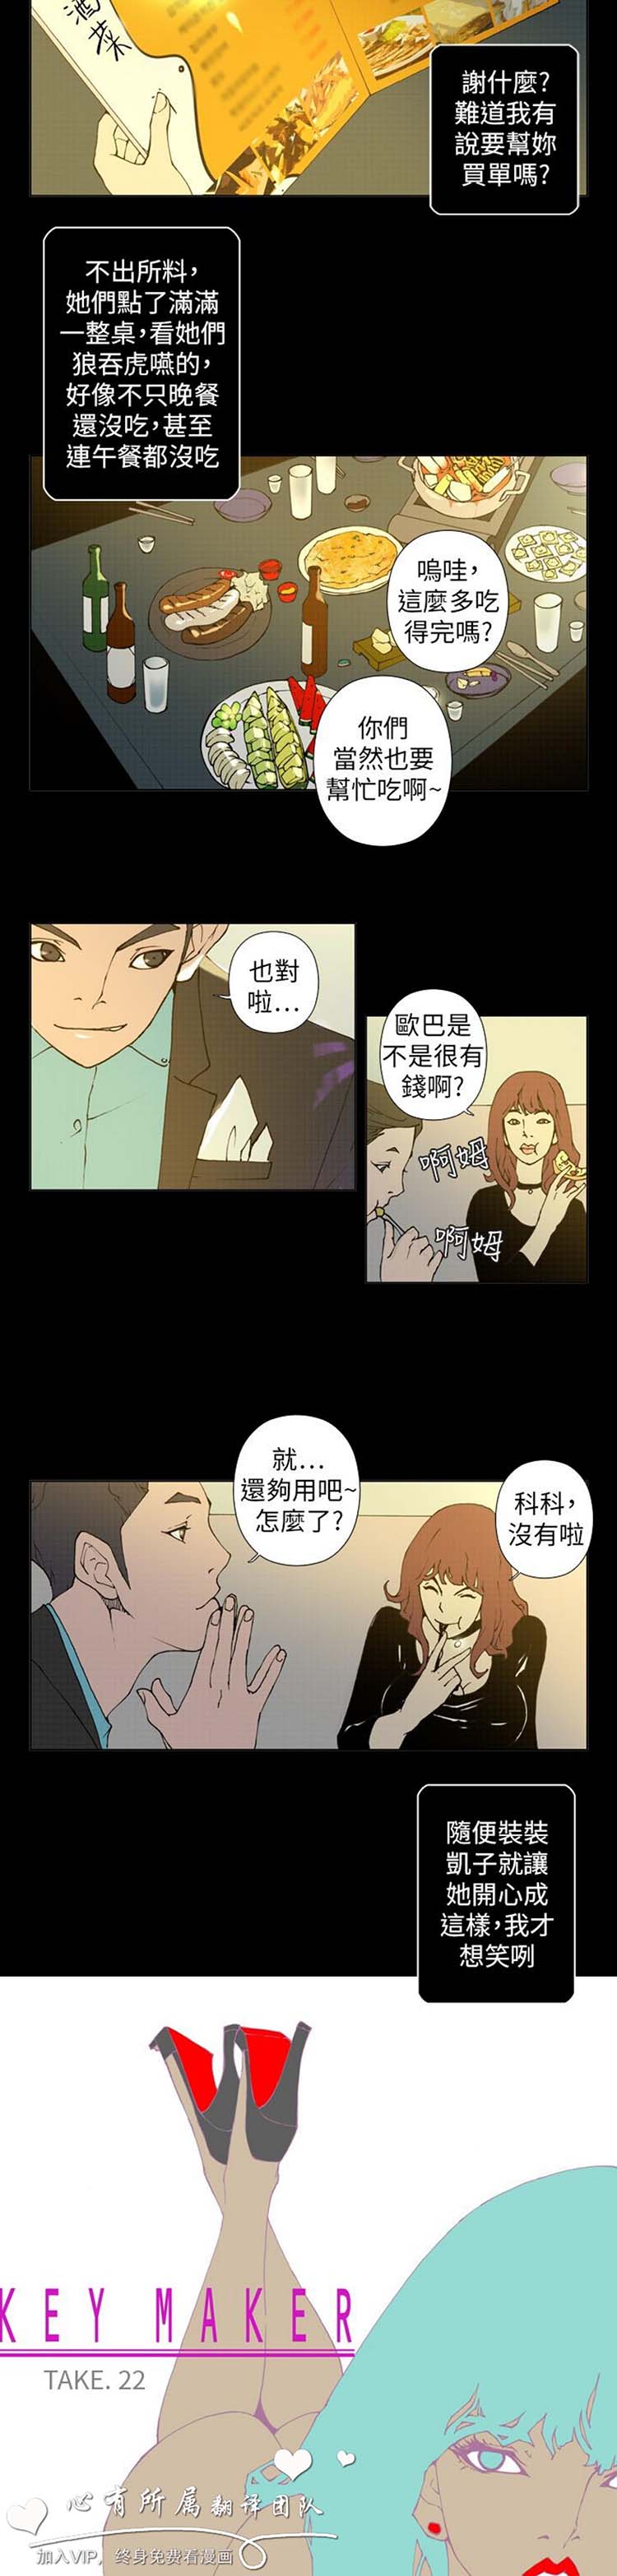 酒
菜
謝什麼?
難道我有
說要幫妳
買單嗎?
不出所料,
她們點了滿滿
一整桌,看她們
狼吞虎嚥的,
好像不只晚餐
還沒吃,甚至
連午餐都沒吃
嗚哇,
這麼多吃
得完嗎?
你們
當然也要
幫忙吃啊~
也對
啦...
歐巴是
不是很有
錢啊?
啊姆
啊姆
就...
還夠用吧~
怎麼了?
科科,
沒有啦
隨便裝裝
凱子就讓
她開心成
這樣,我才
想笑咧
KEY MAKER
TAKE. 22
心有所属翻译团队
加入VIP, 终身免费看漫画